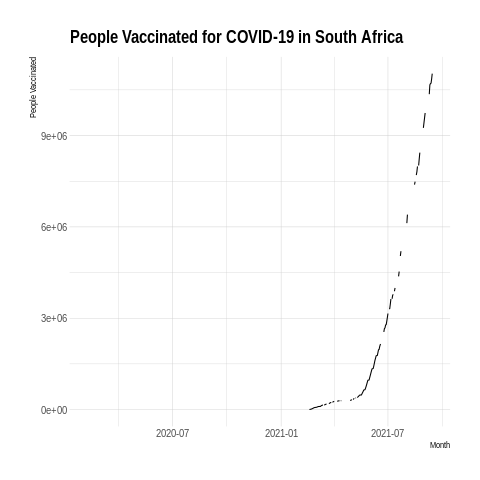 People Vaccinated for COVID-19 in South Africa
People Vaccinated
9e+06
6e+06
3e+06
0e+00
2020-07 2021-01 2021-07
Month